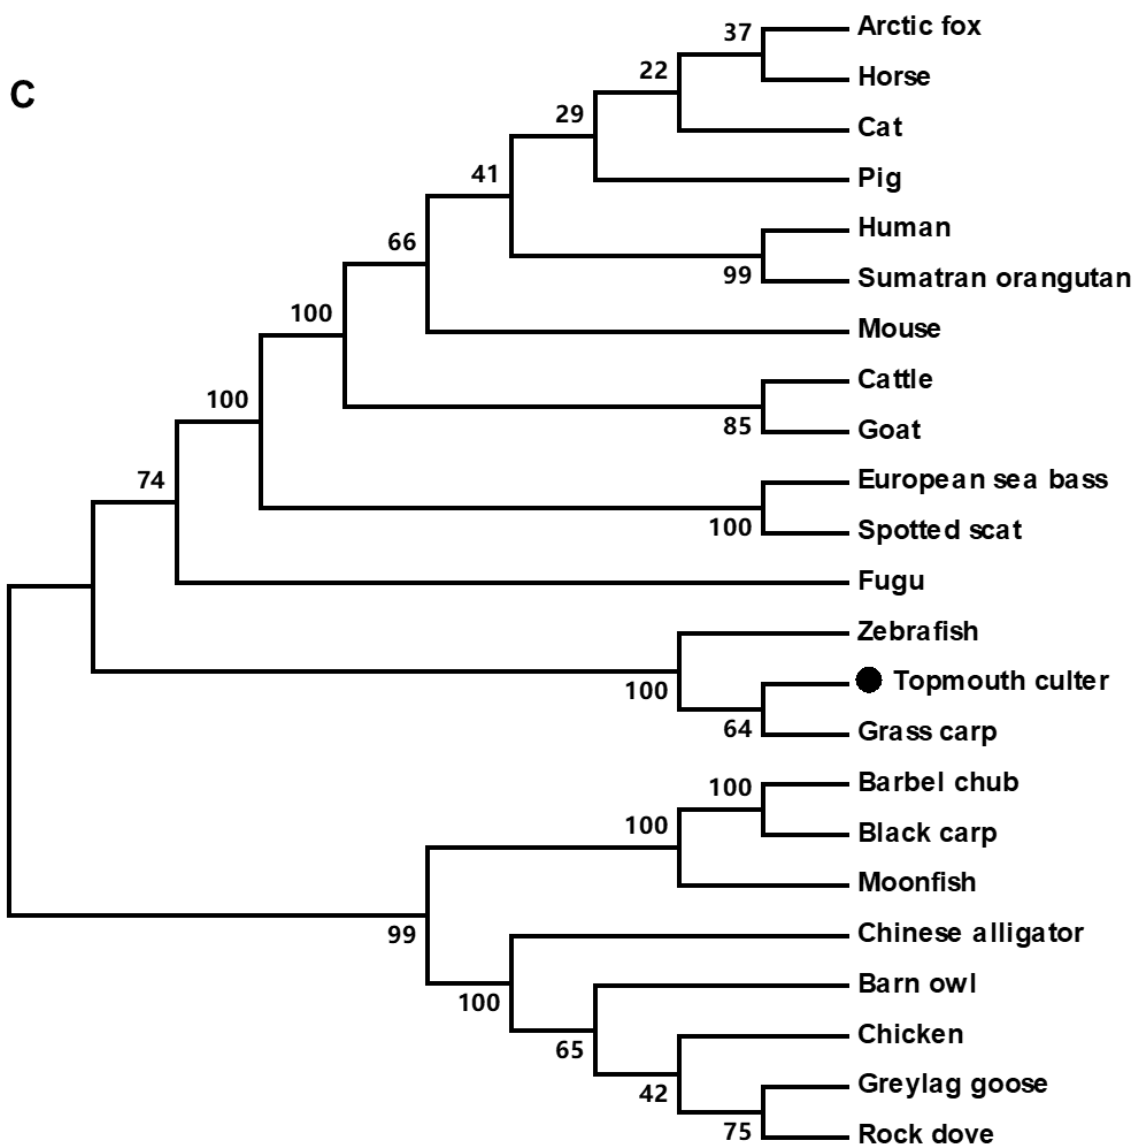 C
37
Arctic fox
22
Horse
29
Cat
41
Pig
66
Human
99
Sumatran orangutan
100
Mouse
100
Cattle
85
Goat
74
European sea bass
100
Spotted scat
Fugu
Zebrafish
100
Topmouth culter
64
Grass carp
100
Barbel chub
100
Black carp
Moonfish
99
Chinese alligator
100
Barn owl
65
Chicken
42
Greylag goose
75
Rock dove